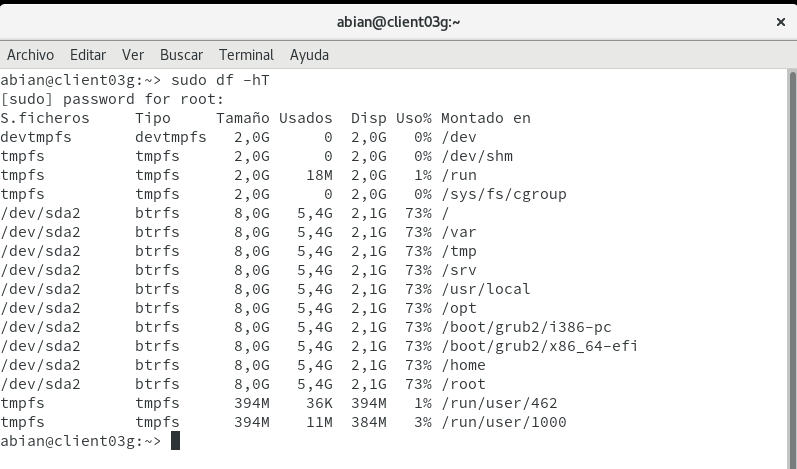 abian@client03g:~
Archivo Editar Ver Buscar Terminal Ayuda
abian@client03g:~> sudo df -hT
[sudo] password for root:
S.ficheros     Tipo     Tamaño Usados  Disp Uso% Montado en
devtmpfs       devtmpfs   2,0G      0  2,0G   0% /dev
tmpfs          tmpfs      2,0G      0  2,0G   0% /dev/shm
tmpfs          tmpfs      2,0G    18M  2,0G   1% /run
tmpfs          tmpfs      2,0G      0  2,0G   0% /sys/fs/cgroup
/dev/sda2      btrfs      8,0G   5,4G  2,1G  73% /
/dev/sda2      btrfs      8,0G   5,4G  2,1G  73% /var
/dev/sda2      btrfs      8,0G   5,4G  2,1G  73% /tmp
/dev/sda2      btrfs      8,0G   5,4G  2,1G  73% /srv
/dev/sda2      btrfs      8,0G   5,4G  2,1G  73% /usr/local
/dev/sda2      btrfs      8,0G   5,4G  2,1G  73% /opt
/dev/sda2      btrfs      8,0G   5,4G  2,1G  73% /boot/grub2/i386-pc
/dev/sda2      btrfs      8,0G   5,4G  2,1G  73% /boot/grub2/x86_64-efi
/dev/sda2      btrfs      8,0G   5,4G  2,1G  73% /home
/dev/sda2      btrfs      8,0G   5,4G  2,1G  73% /root
tmpfs          tmpfs      394M    36K  394M   1% /run/user/462
tmpfs          tmpfs      394M    11M  384M   3% /run/user/1000
abian@client03g:~>